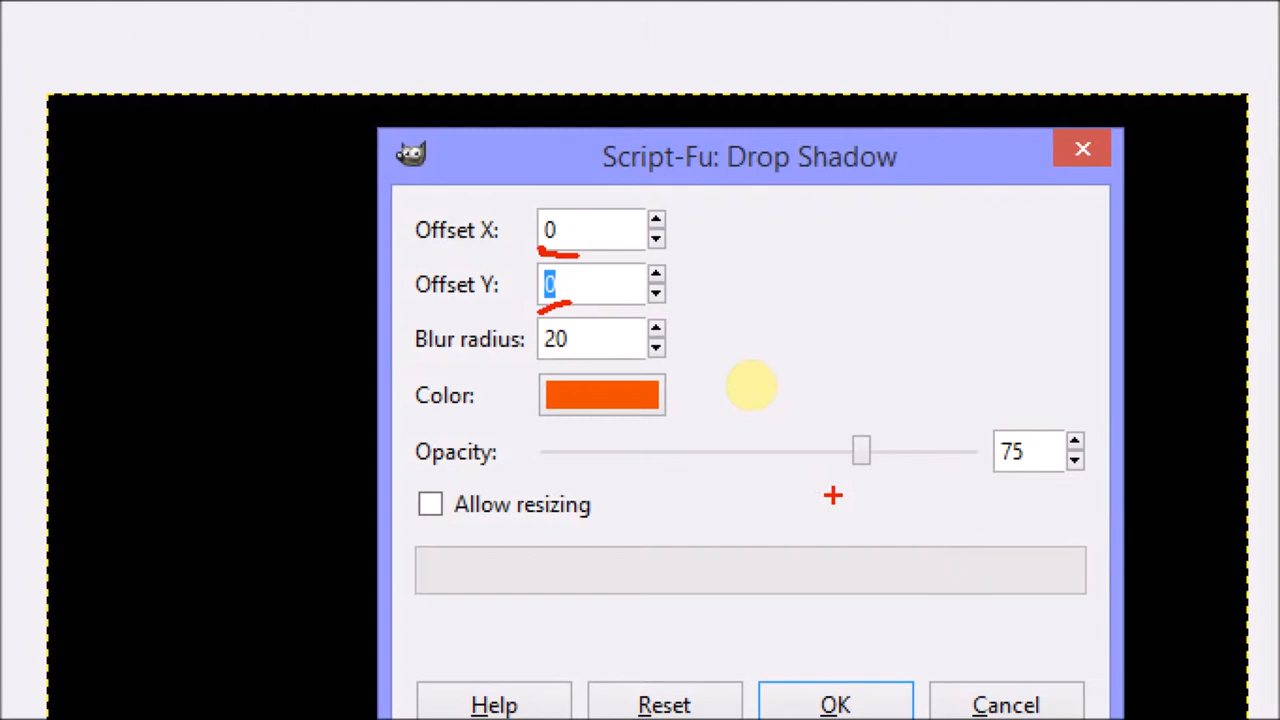 Script-Fu: Drop Shadow
Offset X: 0
Offset Y: 0
Blur radius: 20
Color:
Opacity: 75
Allow resizing
Help Reset OK Cancel